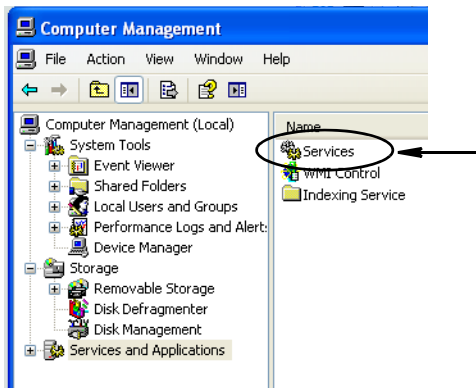 Computer Management
File Action View Window Help
Computer Management (Local)
System Tools
Event Viewer
Shared Folders
Local Users and Groups
Performance Logs and Alert
Device Manager
Storage
Removable Storage
Disk Defragmenter
Disk Management
Services and Applications
Name
Services
WMI Control
Indexing Service